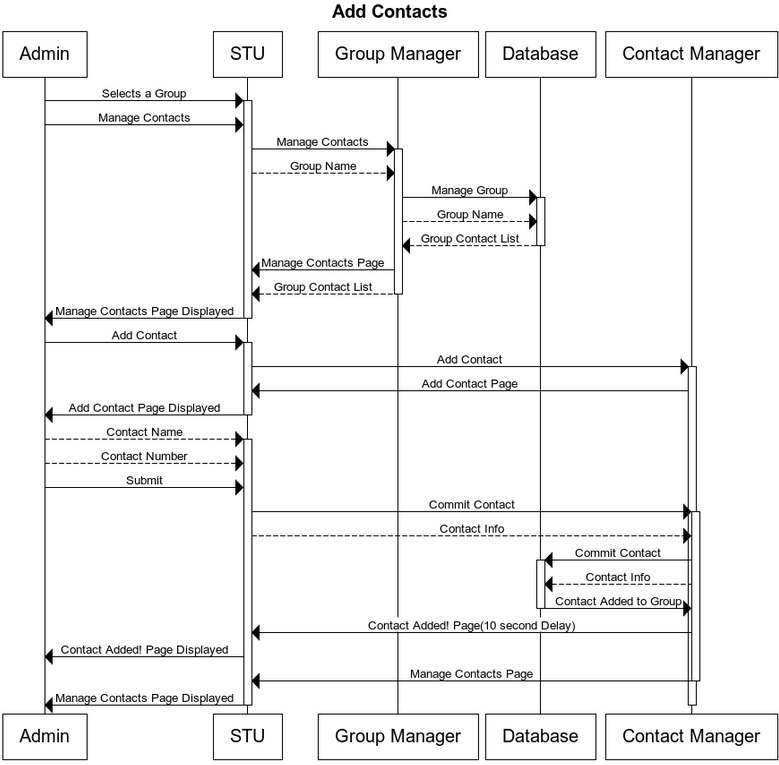 Add Contacts
Admin STU Group Manager Database Contact Manager
Selects a Group
Manage Contacts
Manage Contacts
Group Name
Manage Group
Group Name
Group Contact List
Manage Contacts Page
Group Contact List
Manage Contacts Page Displayed
Add Contact
Add Contact
Add Contact Page
Add Contact Page Displayed
Contact Name
Contact Number
Submit
Commit Contact
Contact Info
Commit Contact
Contact Info
Contact Added to Group
Contact Added! Page(10 second Delay)
Contact Added! Page Displayed
Manage Contacts Page
Manage Contacts Page Displayed
Admin STU Group Manager Database Contact Manager